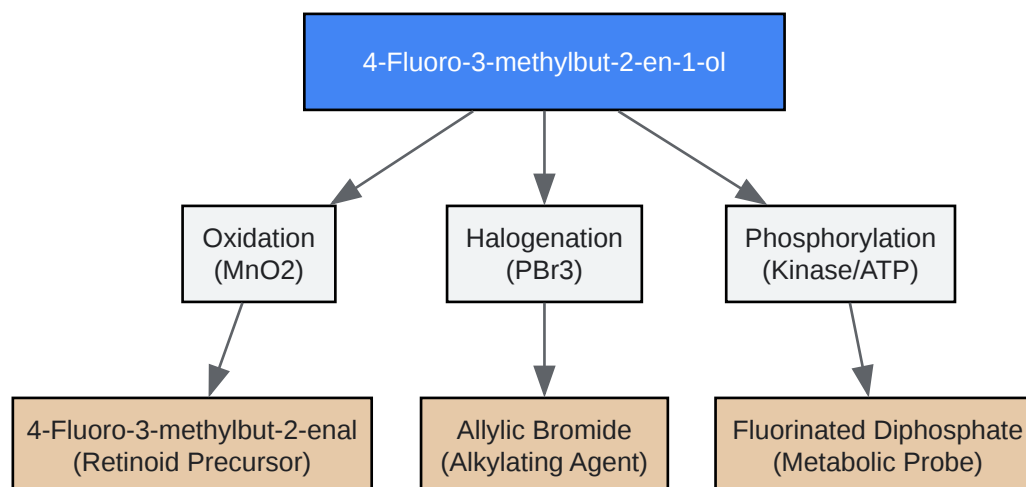 4-Fluoro-3-methylbut-2-en-1-ol
Oxidation
(MnO2)
Halogenation
(PBr3)
Phosphorylation
(Kinase/ATP)
4-Fluoro-3-methylbut-2-enal
(Retinoid Precursor)
Allylic Bromide
(Alkylating Agent)
Fluorinated Diphosphate
(Metabolic Probe)